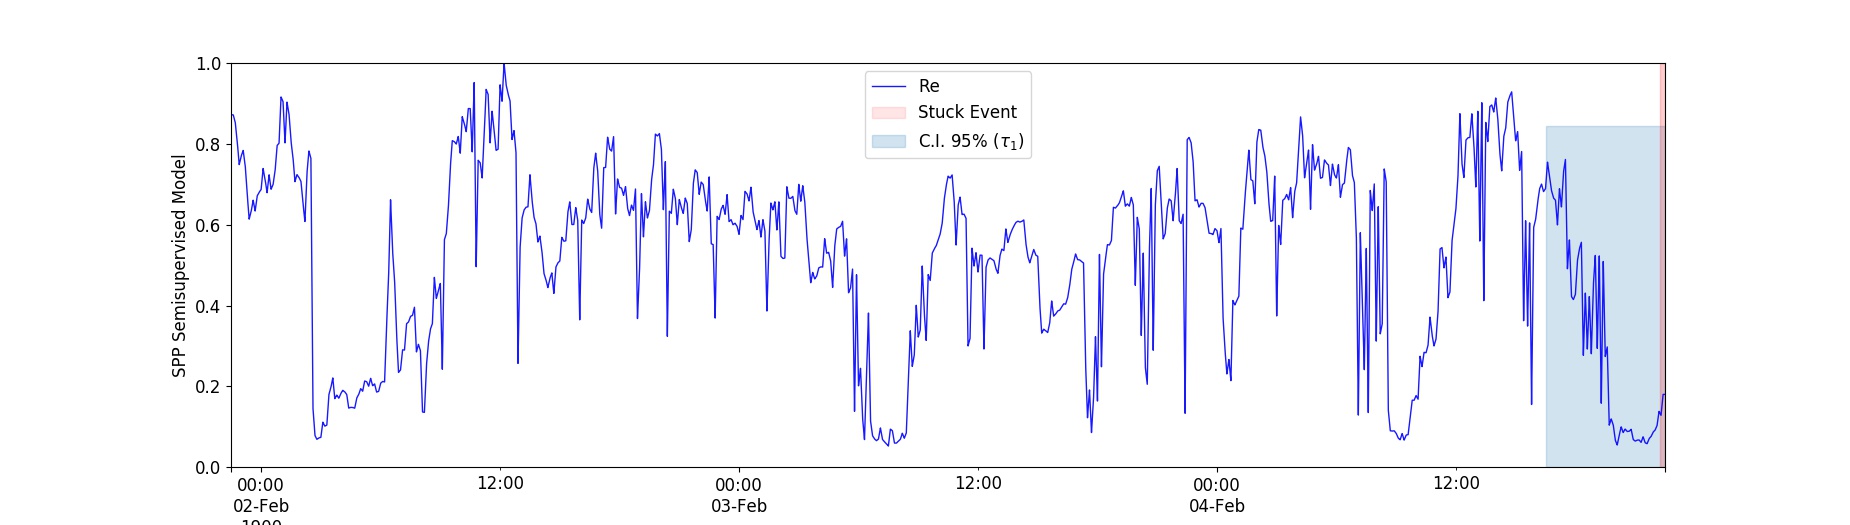 SPP Semisupervised Model
1.0
0.8
0.6
0.4
0.2
0.0
Re
Stuck Event
C.I. 95% (τ₁)
00:00 12:00 00:00 12:00 00:00 12:00
02-Feb 03-Feb 04-Feb
1900